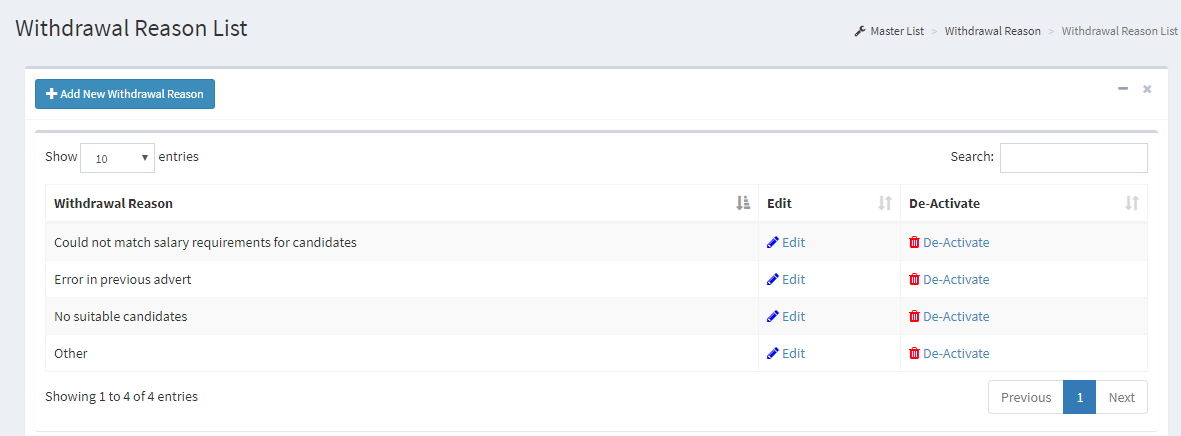 Withdrawal Reason List
Master List > Withdrawal Reason > Withdrawal Reason List
Add New Withdrawal Reason
Show 10 entries Search:
Withdrawal Reason Edit De-Activate
Could not match salary requirements for candidates Edit De-Activate
Error in previous advert Edit De-Activate
No suitable candidates Edit De-Activate
Other Edit De-Activate
Showing 1 to 4 of 4 entries Previous 1 Next